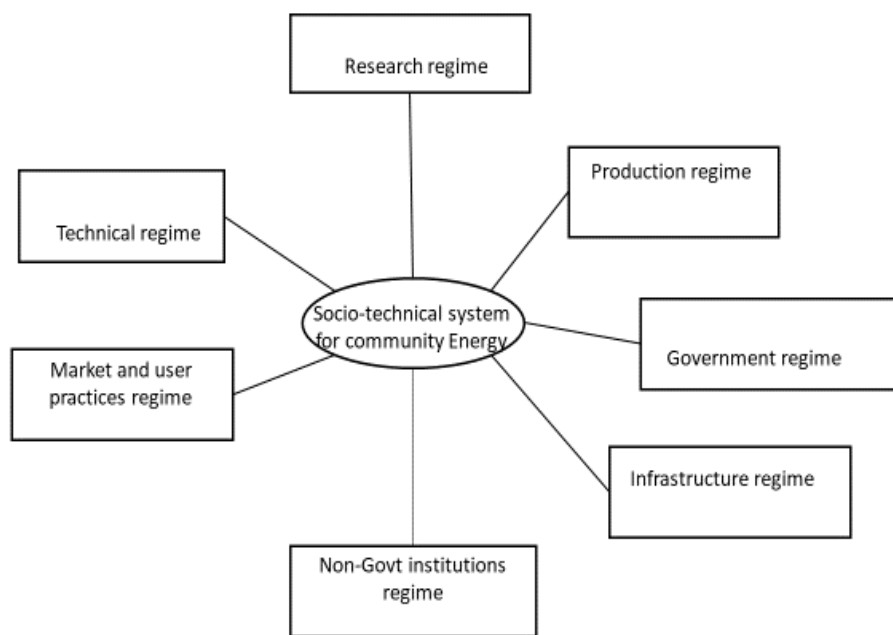 Research regime
Production regime
Technical regime
Socio-technical system
for community Energy
Government regime
Market and user
practices regime
Infrastructure regime
Non-Govt institutions
regime